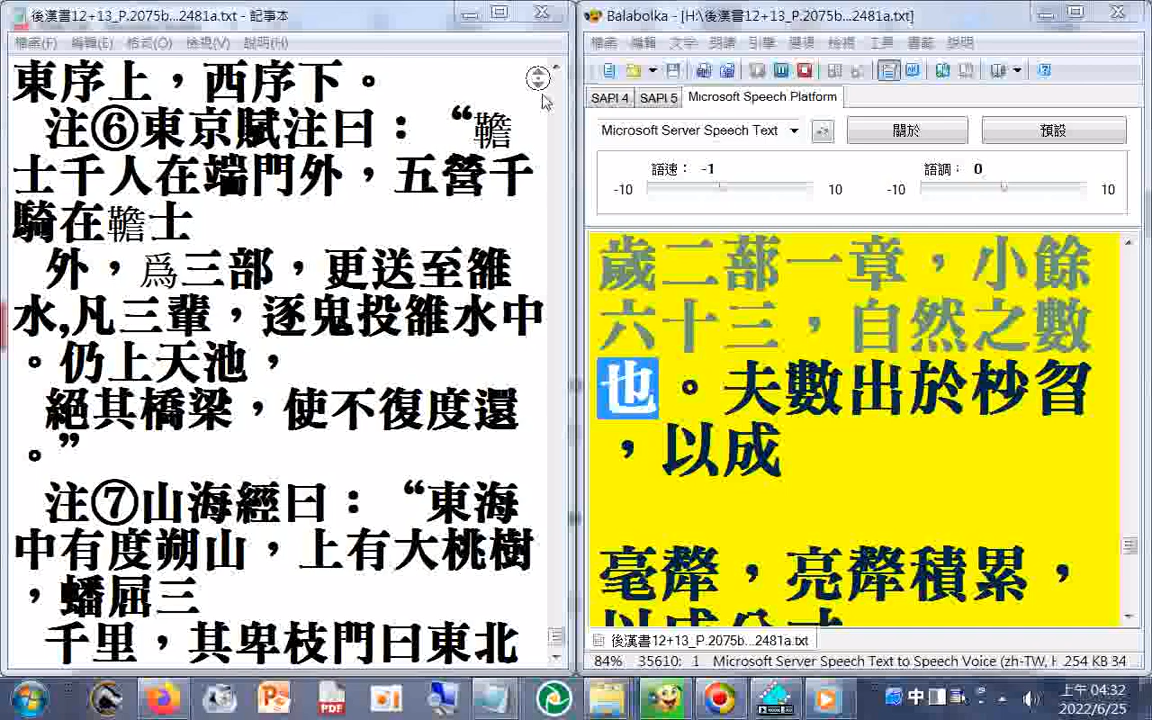 後漢書12+13_P.2075b...2481a.txt - 記事本
檔案(F) 編輯(E) 格式(O) 檢視(V) 說明(H)
東序上，西序下。
注⑥東京賦注曰：“韂
士千人在端門外，五營千
騎在韂士
外，爲三部，更送至雒
水,凡三輩，逐鬼投雒水中
。仍上天池，
絕其橋梁，使不復度還
。”
注⑦山海經曰：“東海
中有度朔山，上有大桃樹
，蟠屈三
千里，其卑枝門曰東北
Balabolka - [H:\後漢書12+13_P.2075b...2481a.txt]
檔案 編輯 文字 朗讀 引擎 選項 檢視 工具 書籤 說明
SAPI 4 SAPI 5 Microsoft Speech Platform
Microsoft Server Speech Text 關於 預設
語速： -1 語調： 0
-10 10 -10 10
歲二蔀一章，小餘
六十三，自然之數
也。夫數出於杪曶
，以成
毫氂，亮氂積累，
以成分寸
後漢書12+13_P.2075b...2481a.txt
84% 35610: 1 Microsoft Server Speech Text to Speech Voice (zh-TW, H 254 KB 34
中 上午 04:32
2022/6/25